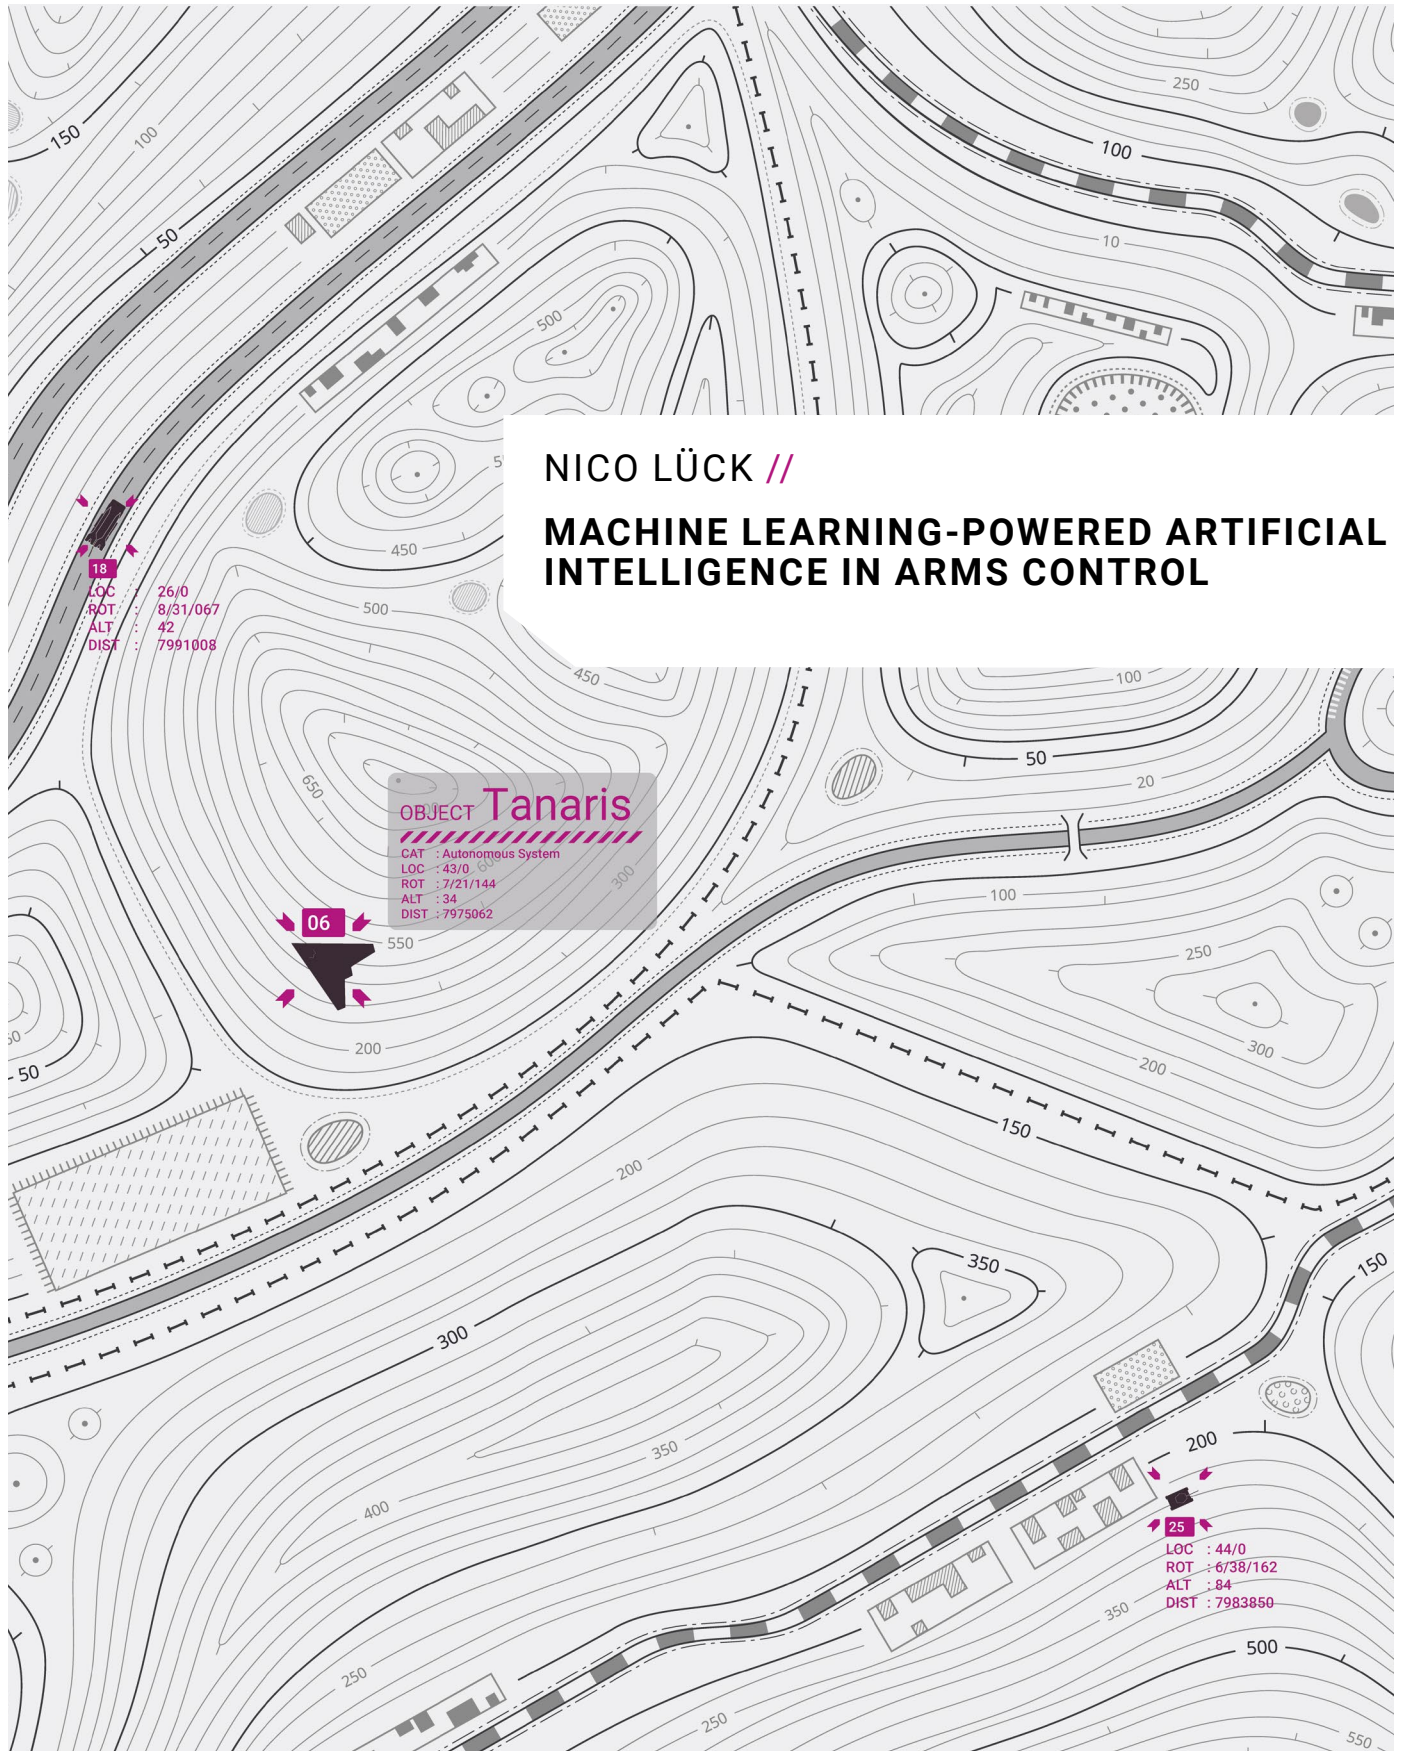 250
150
100
100
50
10
500
NICO LÜCK //
MACHINE LEARNING-POWERED ARTIFICIAL
INTELLIGENCE IN ARMS CONTROL
450
18
LOC : 26/0
ROT : 8/31/067
ALT : 42
DIST : 7991008
500
450
100
50
20
650
OBJECT Tanaris
CAT : Autonomous System
LOC : 43/0
ROT : 7/21/144
ALT : 34
DIST : 7975062
600
300
100
06
550
250
200
300
200
50
150
200
350
150
300
350
200
400
25
LOC : 44/0
ROT : 6/38/162
ALT : 84
DIST : 7983850
350
500
250
250
550